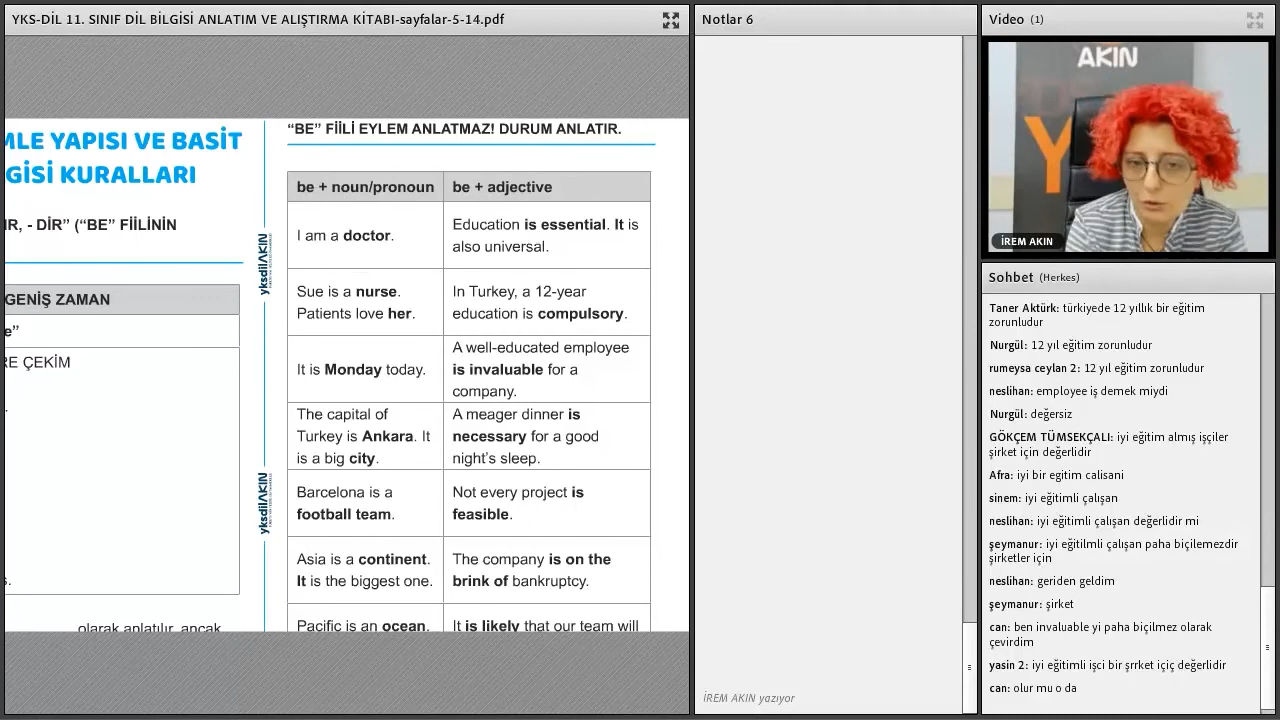 YKS-DİL 11. SINIF DİL BİLGİSİ ANLATIM VE ALIŞTIRMA KİTABI-sayfalar-5-14.pdf
MLE YAPISI VE BASİT
GİSİ KURALLARI
IR, - DİR” (“BE” FİİLİNİN
GENİŞ ZAMAN
e”
RE ÇEKİM
s.
olarak anlatılır, ancak
yksdilAKIN
yksdilAKIN
“BE” FİİLİ EYLEM ANLATMAZ! DURUM ANLATIR.
be + noun/pronoun
be + adjective
I am a doctor.
Education is essential. It is
also universal.
Sue is a nurse.
Patients love her.
In Turkey, a 12-year
education is compulsory.
It is Monday today.
A well-educated employee
is invaluable for a
company.
The capital of
Turkey is Ankara. It
is a big city.
A meager dinner is
necessary for a good
night’s sleep.
Barcelona is a
football team.
Not every project is
feasible.
Asia is a continent.
It is the biggest one.
The company is on the
brink of bankruptcy.
Pacific is an ocean.
It is likely that our team will
Notlar 6
İREM AKIN yazıyor
Video (1)
AKIN
Y
İREM AKIN
Sohbet (Herkes)
Taner Aktürk: türkiyede 12 yıllık bir eğitim
zorunludur
Nurgül: 12 yıl eğitim zorunludur
rumeysa ceylan 2: 12 yıl eğitim zorunludur
neslihan: employee iş demek miydi
Nurgül: değersiz
GÖKÇEM TÜMSEKÇALI: iyi eğitim almış işçiler
şirket için değerlidir
Afra: iyi bir egitim calisani
sinem: iyi eğitimli çalışan
neslihan: iyi eğitimli çalışan değerlidir mi
şeymanur: iyi eğitilmli çalışan paha biçilemezdir
şirketler için
neslihan: geriden geldim
şeymanur: şirket
can: ben invaluable yi paha biçilmez olarak
çevirdim
yasin 2: iyi eğitimli işci bir şrrket içiç değerlidir
can: olur mu o da